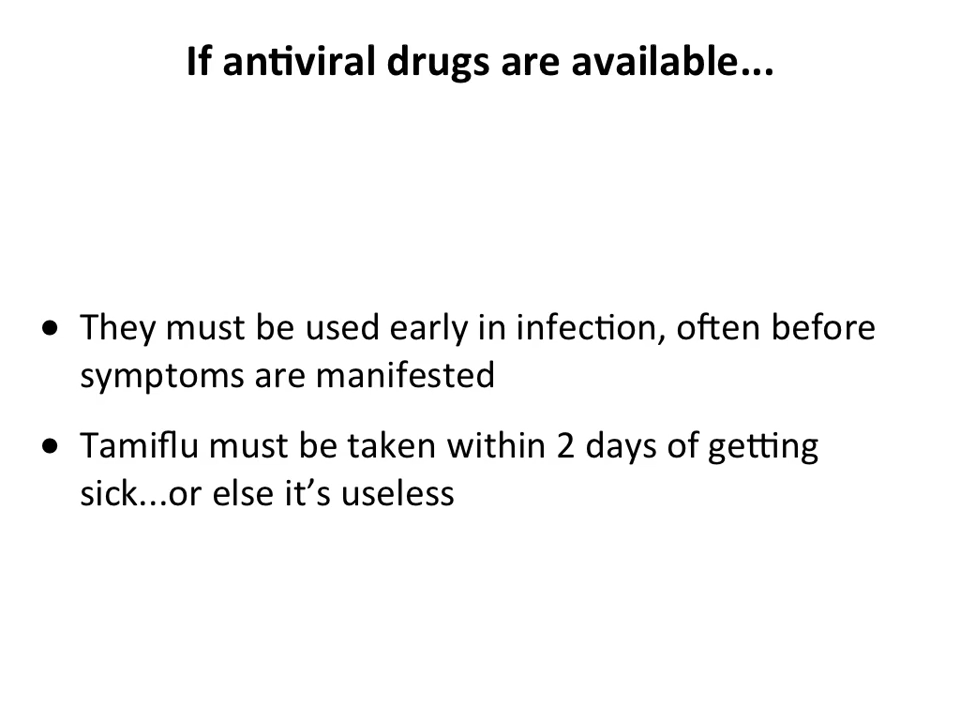 If antiviral drugs are available...
• They must be used early in infection, often before
symptoms are manifested
• Tamiflu must be taken within 2 days of getting
sick...or else it’s useless